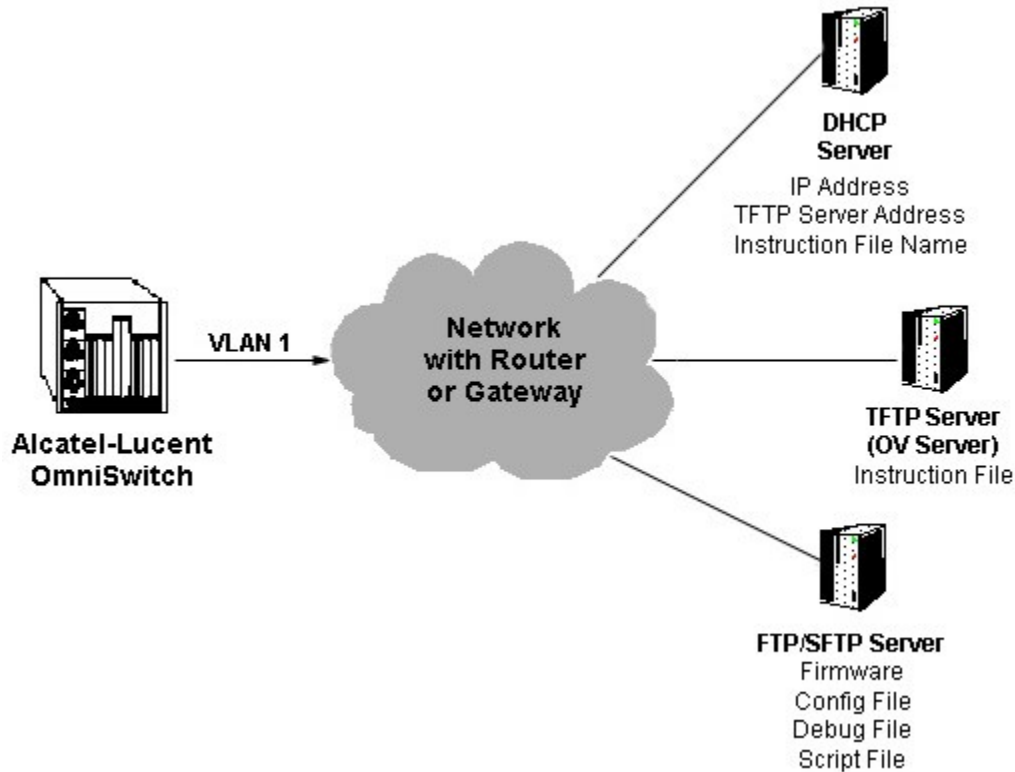 DHCP
Server
IP Address
TFTP Server Address
Instruction File Name
VLAN 1
Network
with Router
or Gateway
Alcatel-Lucent
OmniSwitch
TFTP Server
(OV Server)
Instruction File
FTP/SFTP Server
Firmware
Config File
Debug File
Script File